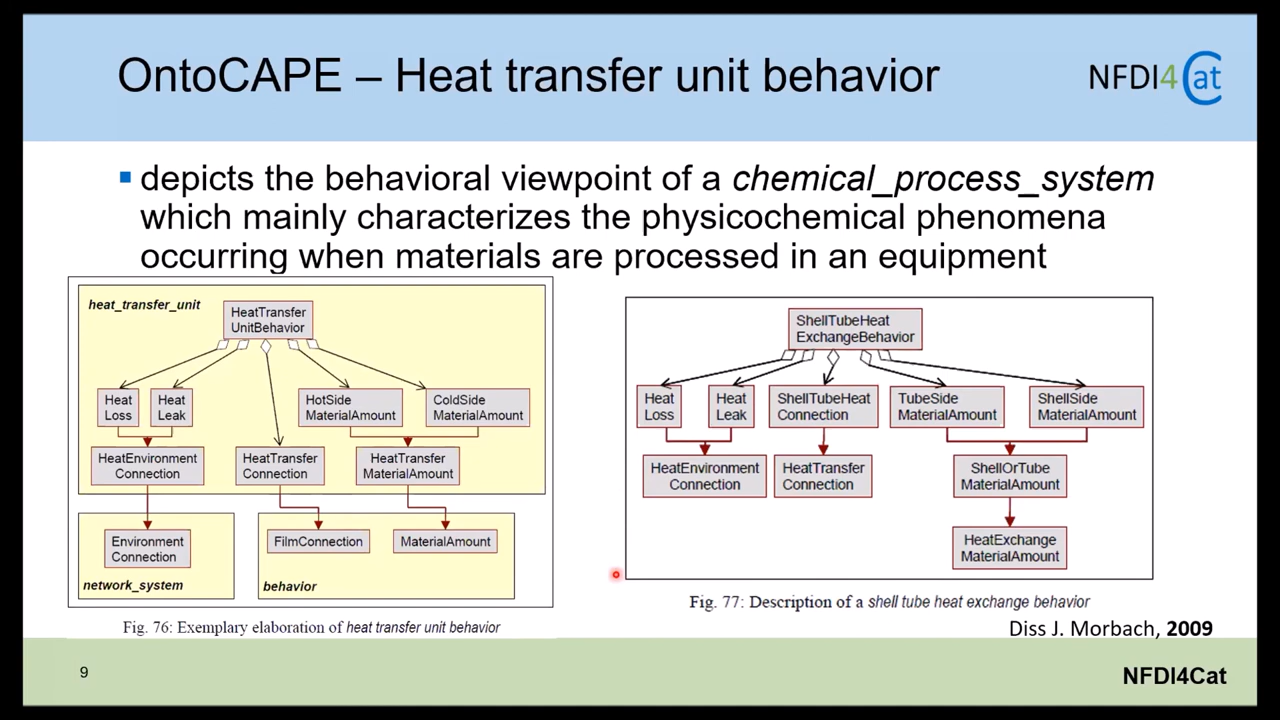 OntoCAPE – Heat transfer unit behavior
NFDI4Cat
depicts the behavioral viewpoint of a chemical_process_system
which mainly characterizes the physicochemical phenomena
occurring when materials are processed in an equipment
heat_transfer_unit
HeatTransfer
UnitBehavior
Heat
Loss
Heat
Leak
HotSide
MaterialAmount
ColdSide
MaterialAmount
HeatEnvironment
Connection
HeatTransfer
Connection
HeatTransfer
MaterialAmount
Environment
Connection
network_system
FilmConnection
MaterialAmount
behavior
Fig. 76: Exemplary elaboration of heat transfer unit behavior
ShellTubeHeat
ExchangeBehavior
Heat
Loss
Heat
Leak
ShellTubeHeat
Connection
TubeSide
MaterialAmount
ShellSide
MaterialAmount
HeatEnvironment
Connection
HeatTransfer
Connection
ShellOrTube
MaterialAmount
HeatExchange
MaterialAmount
Fig. 77: Description of a shell tube heat exchange behavior
Diss J. Morbach, 2009
9
NFDI4Cat